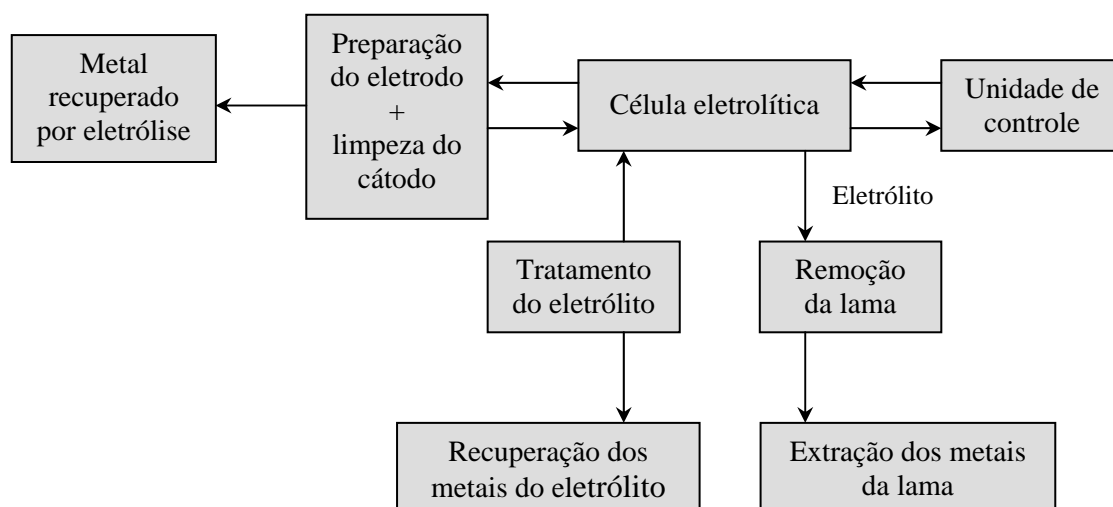 Metal
recuperado
por eletrólise
Preparação
do eletrodo
+
limpeza do
cátodo
Célula eletrolítica
Unidade de
controle
Eletrólito
Tratamento
do eletrólito
Remoção
da lama
Recuperação dos
metais do eletrólito
Extração dos metais
da lama